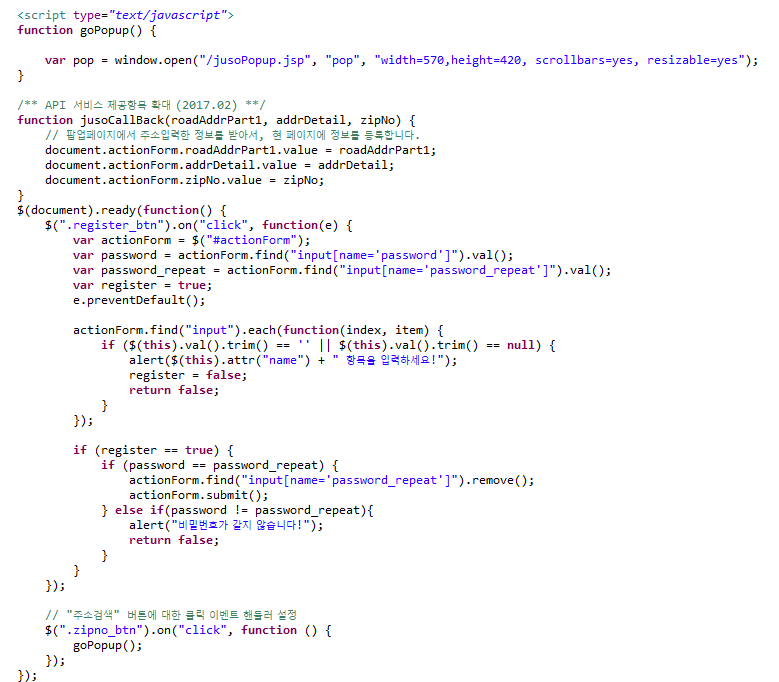 <script type="text/javascript">
function goPopup() {
var pop = window.open("/jusoPopup.jsp", "pop", "width=570,height=420, scrollbars=yes, resizable=yes");
}
/** API 서비스 제공항목 확대 (2017.02) **/
function jusoCallBack(roadAddrPart1, addrDetail, zipNo) {
// 팝업페이지에서 주소입력한 정보를 받아서, 현 페이지에 정보를 등록합니다.
document.actionForm.roadAddrPart1.value = roadAddrPart1;
document.actionForm.addrDetail.value = addrDetail;
document.actionForm.zipNo.value = zipNo;
}
$(document).ready(function() {
$(".register_btn").on("click", function(e) {
var actionForm = $("#actionForm");
var password = actionForm.find("input[name='password']").val();
var password_repeat = actionForm.find("input[name='password_repeat']").val();
var register = true;
e.preventDefault();
actionForm.find("input").each(function(index, item) {
if ($(this).val().trim() == '' || $(this).val().trim() == null) {
alert($(this).attr("name") + " 항목을 입력하세요!");
register = false;
return false;
}
});
if (register == true) {
if (password == password_repeat) {
actionForm.find("input[name='password_repeat']").remove();
actionForm.submit();
} else if(password != password_repeat){
alert("비밀번호가 같지 않습니다!");
return false;
}
}
});
// "주소검색" 버튼에 대한 클릭 이벤트 핸들러 설정
$(".zipno_btn").on("click", function () {
goPopup();
});
});